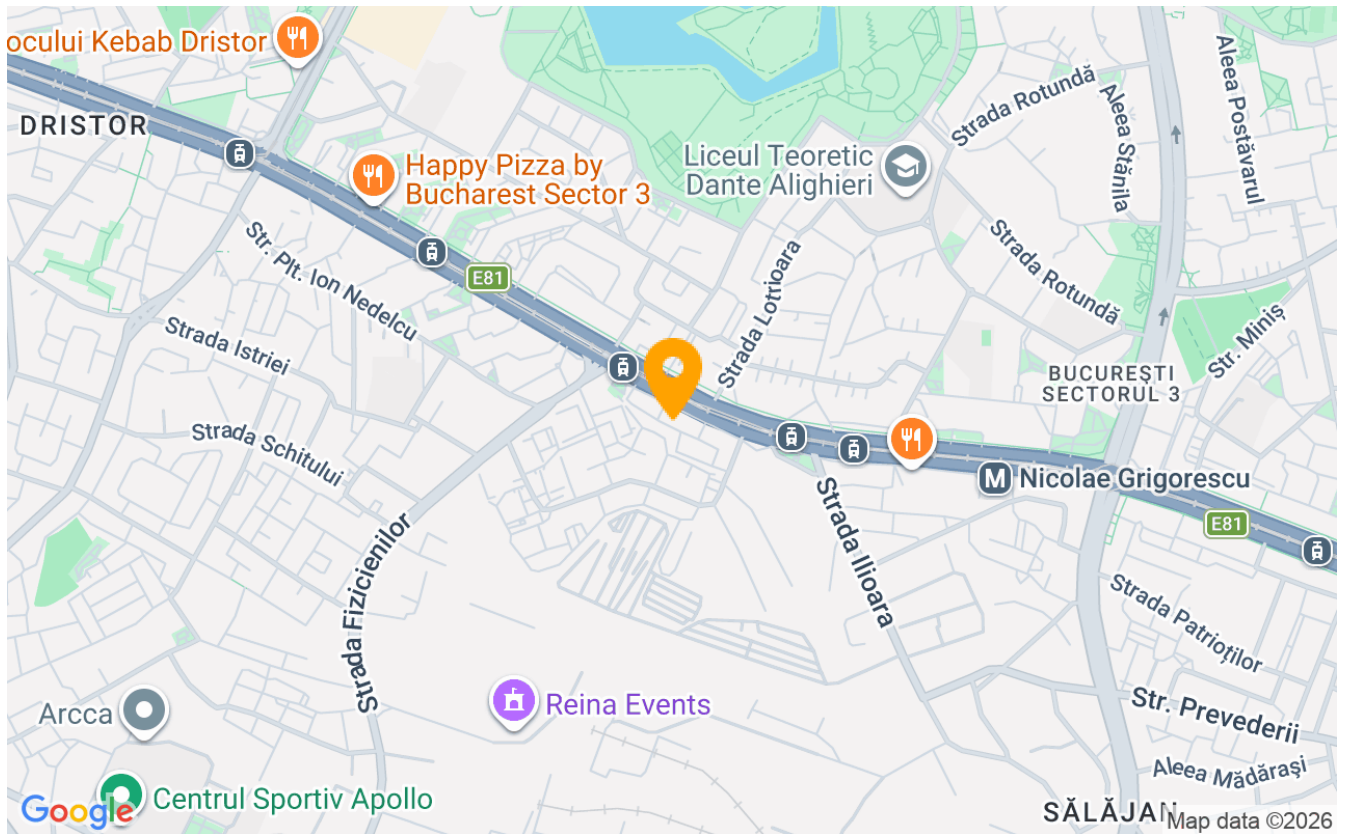 ocului Kebab Dristor
DRISTOR
Happy Pizza by
Bucharest Sector 3
E81
Str. Plt. Ion Nedelcu
Strada Istriei
Strada Schitului
Strada Fizicienilor
Liceul Teoretic
Dante Alighieri
Strada Lotrioara
Strada Rotundă
Aleea Stănila
Aleea Postăvarul
Strada Rotundă
Str. Miniș
BUCUREȘTI
SECTORUL 3
M
Nicolae Grigorescu
E81
Strada Ilioara
Strada Patrioților
Str. Prevederii
Aleea Mădărași
SĂLĂJAN
Reina Events
Arcca
Centrul Sportiv Apollo
Google
Map data ©2026